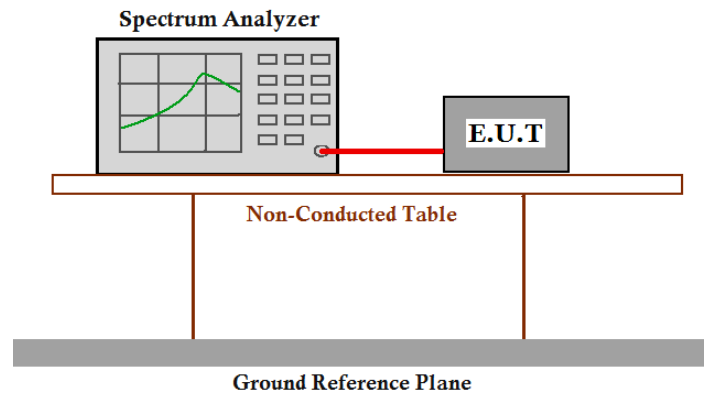 Spectrum Analyzer
E.U.T
Non-Conducted Table
Ground Reference Plane